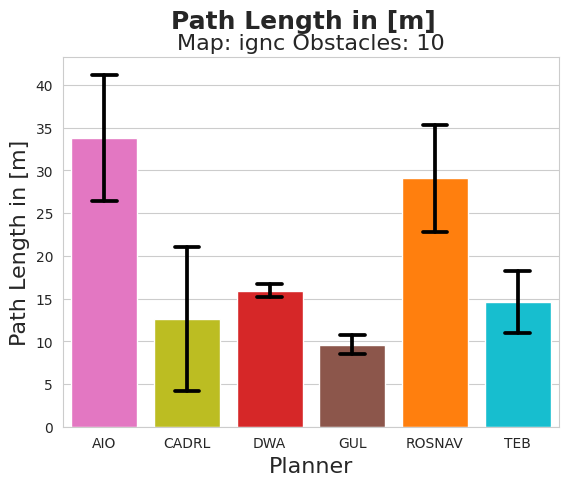 Path Length in [m]
Map: ignc Obstacles: 10
Path Length in [m]
40
35
30
25
20
15
10
5
0
AIO CADRL DWA GUL ROSNAV TEB
Planner